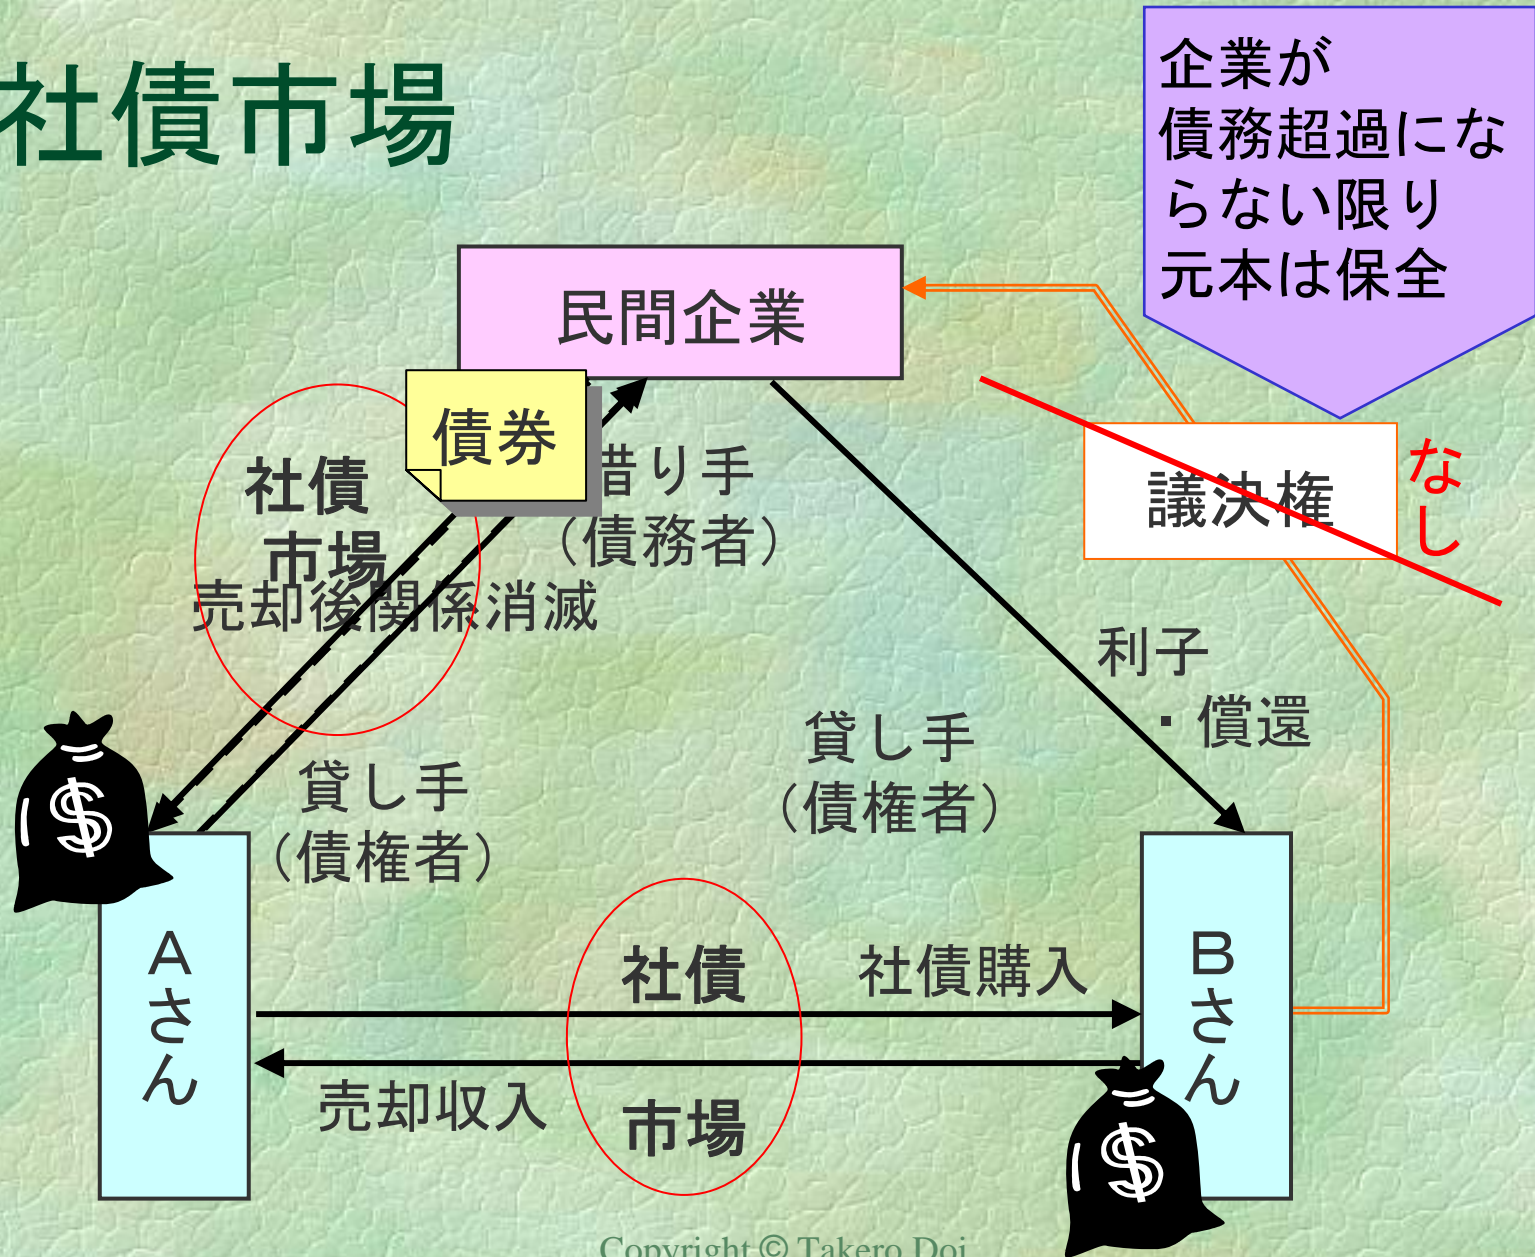 社債市場
企業が
債務超過にな
らない限り
元本は保全
民間企業
債券
借り手
（債務者）
社債
市場
売却後関係消滅
議決権
なし
利子
・償還
貸し手
（債権者）
貸し手
（債権者）
Aさん
Bさん
社債
市場
社債購入
売却収入
$
$
Copyright © Takero Doi